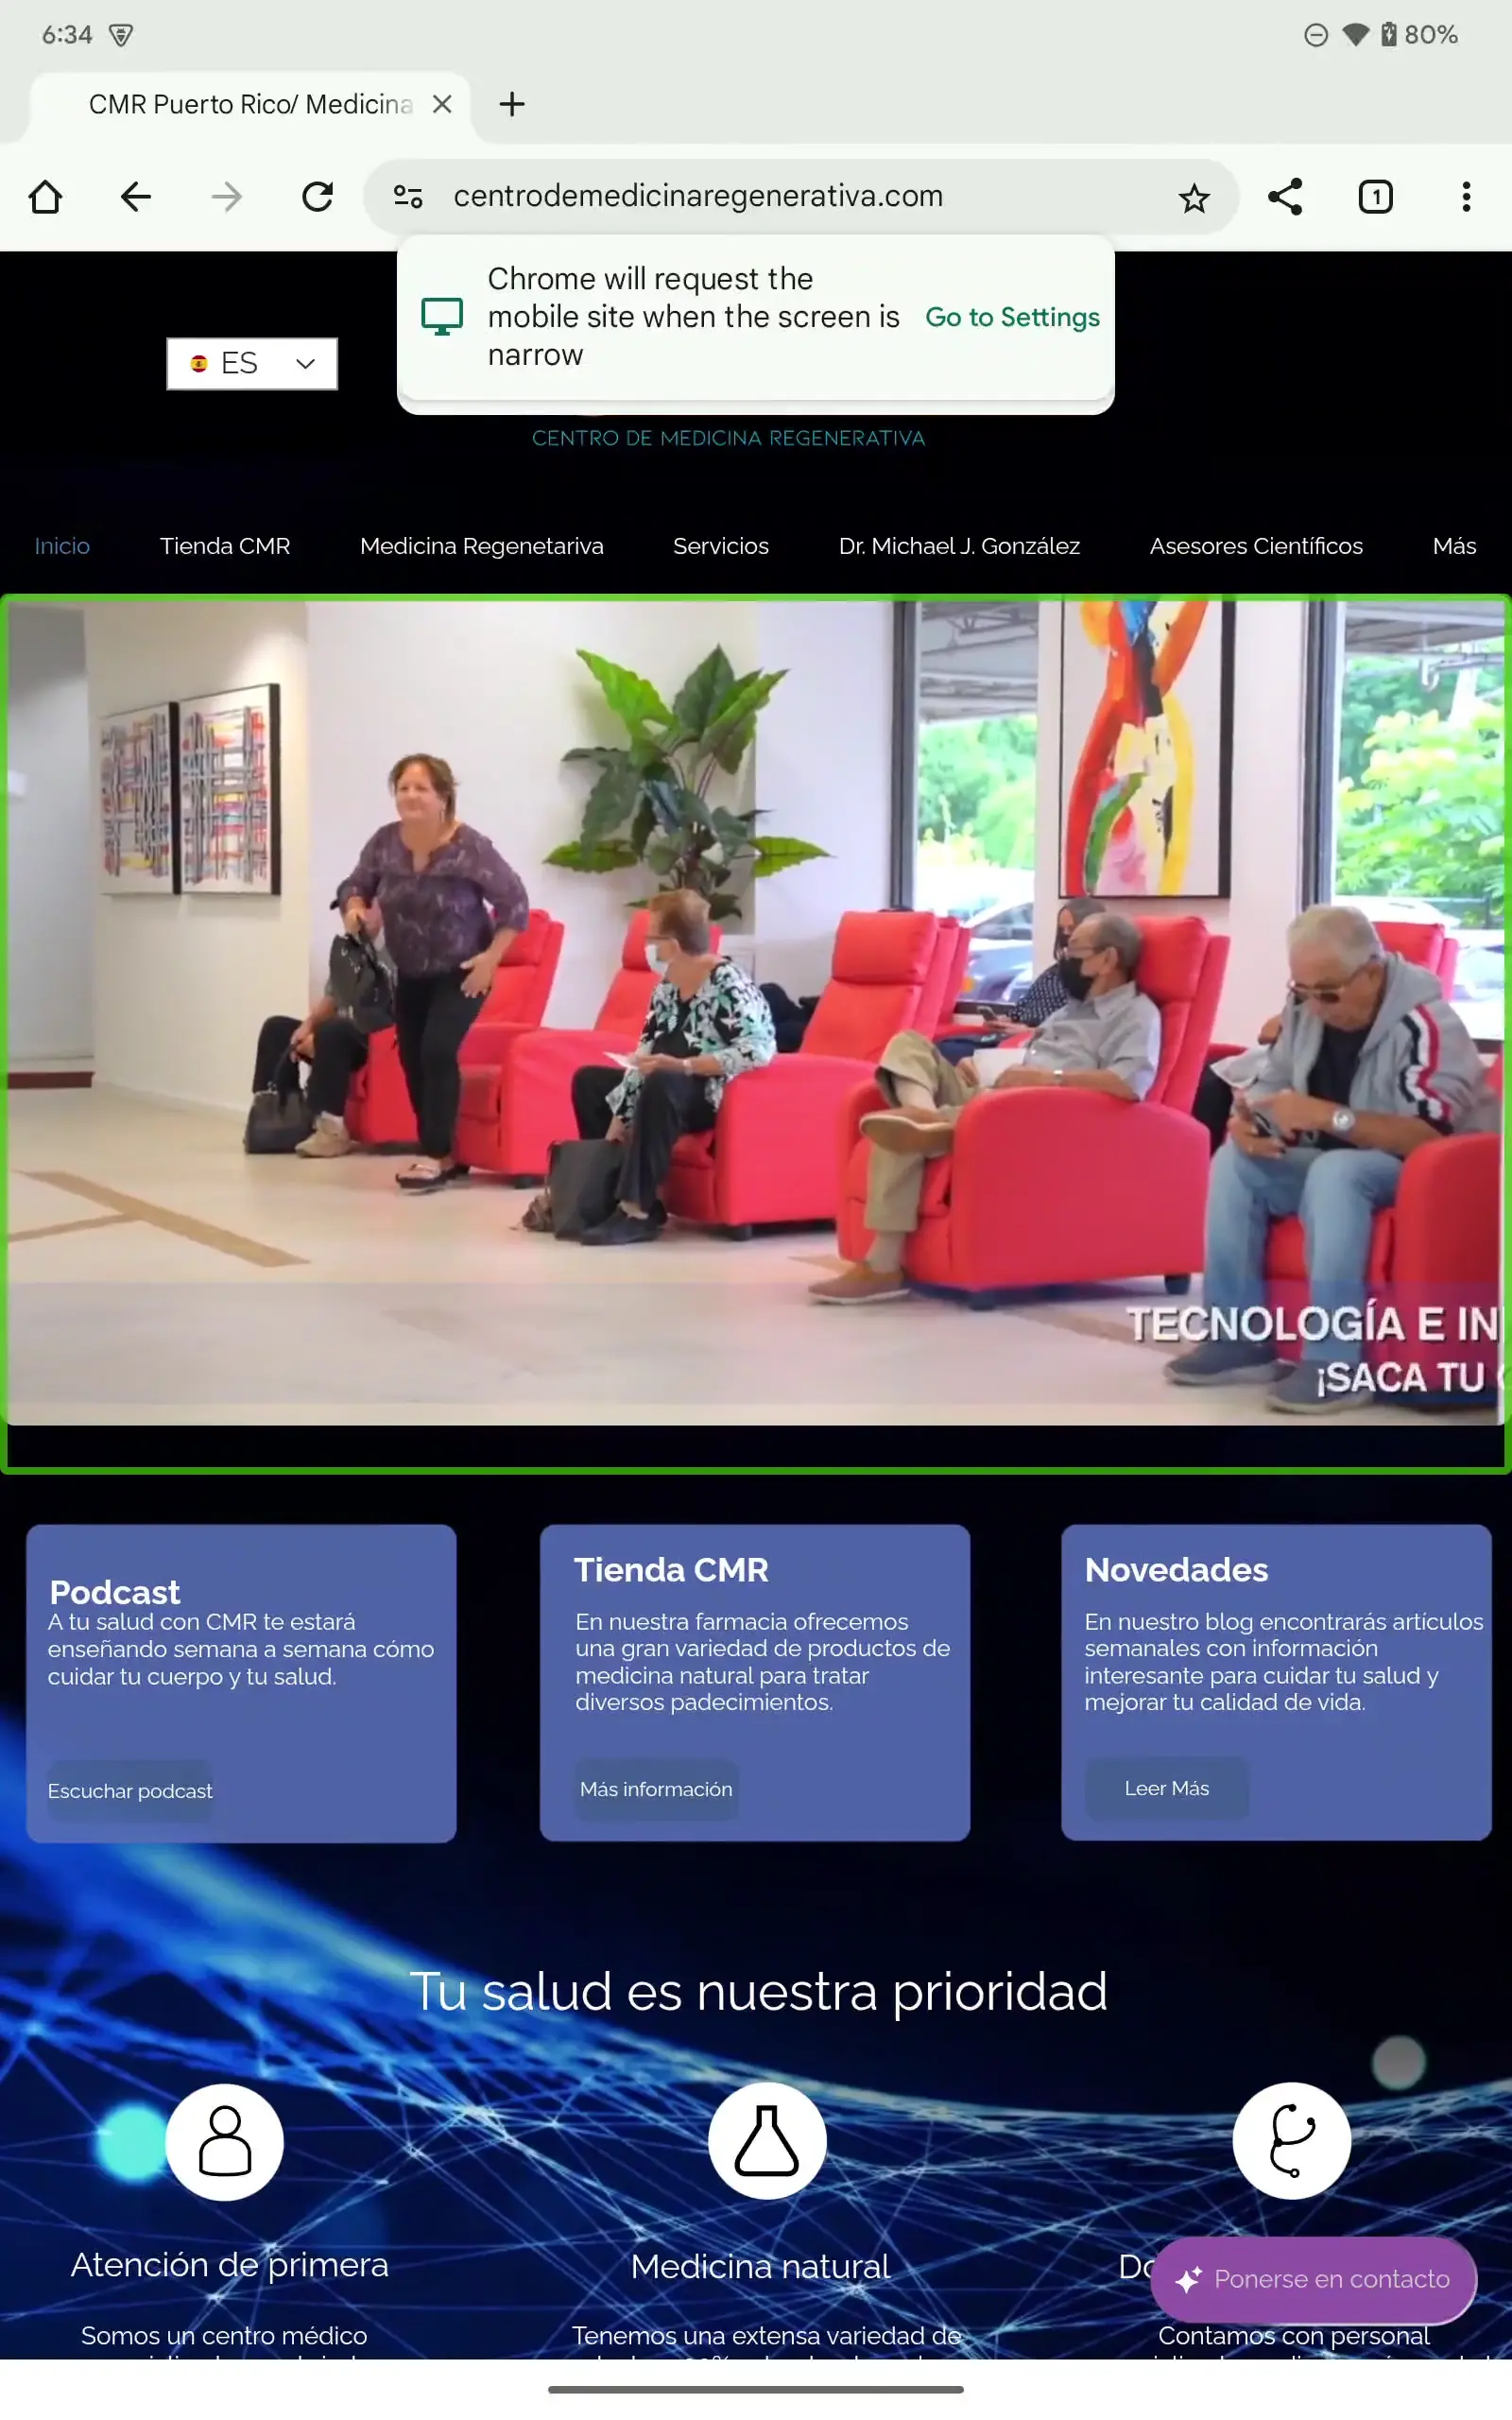 6:34
80%
CMR Puerto Rico/ Medicina
centrodemedicinaregenerativa.com
1
Chrome will request the
mobile site when the screen is
narrow
Go to Settings
ES
CENTRO DE MEDICINA REGENERATIVA
Inicio
Tienda CMR
Medicina Regenetariva
Servicios
Dr. Michael J. González
Asesores Científicos
Más
TECNOLOGÍA E IN
¡SACA TU
Podcast
A tu salud con CMR te estará
enseñando semana a semana cómo
cuidar tu cuerpo y tu salud.
Escuchar podcast
Tienda CMR
En nuestra farmacia ofrecemos
una gran variedad de productos de
medicina natural para tratar
diversos padecimientos.
Más información
Novedades
En nuestro blog encontrarás artículos
semanales con información
interesante para cuidar tu salud y
mejorar tu calidad de vida.
Leer Más
Tu salud es nuestra prioridad
Atención de primera
Somos un centro médico
Medicina natural
Tenemos una extensa variedad de
Ponerse en contacto
Contamos con personal